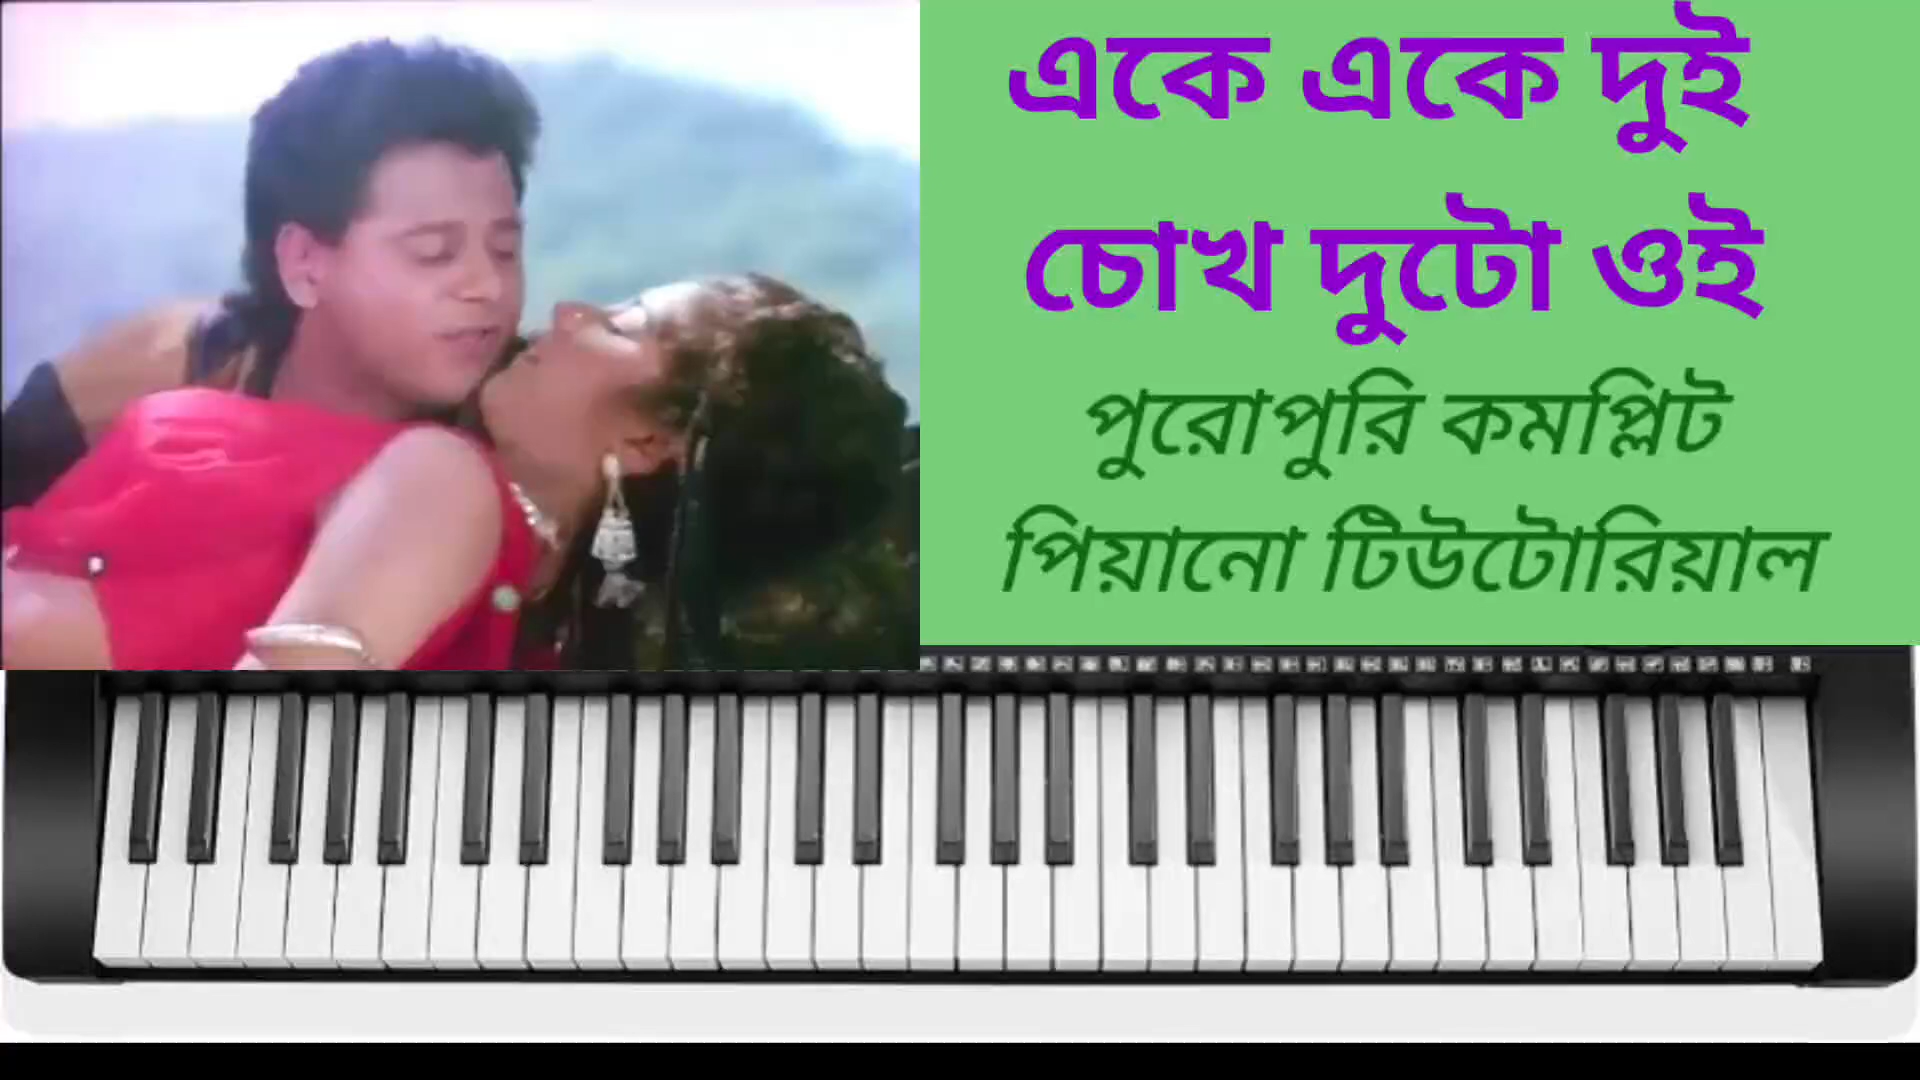 একে একে দুই
চোখ দুটো ওই
পুরোপুরি কমপ্লিট
পিয়ানো টিউটোরিয়াল